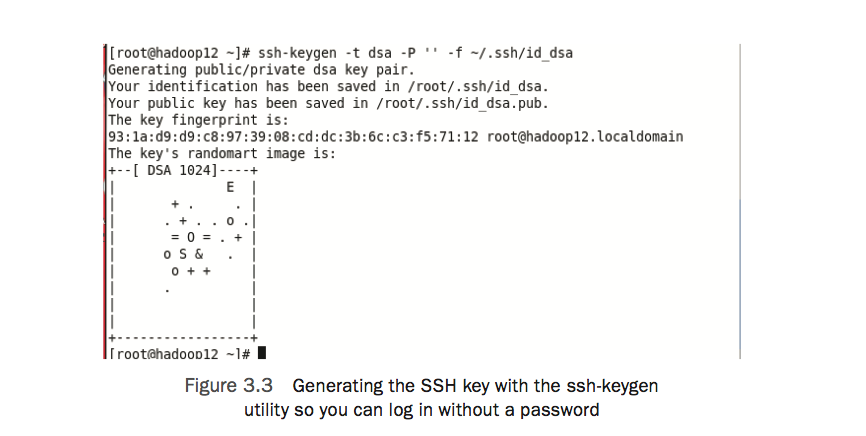 [root@hadoop12 ~]# ssh-keygen -t dsa -P '' -f ~/.ssh/id_dsa
Generating public/private dsa key pair.
Your identification has been saved in /root/.ssh/id_dsa.
Your public key has been saved in /root/.ssh/id_dsa.pub.
The key fingerprint is:
93:1a:d9:d9:c8:97:39:08:cd:dc:3b:6c:c3:f5:71:12 root@hadoop12.localdomain
The key's randomart image is:
+--[ DSA 1024]----+
|              E  |
|       + .     . |
|      . + . . o .|
|       = O = . + |
|      o S &   .  |
|       o + +     |
|      .          |
|                 |
|                 |
+-----------------+
[root@hadoop12 ~]#
Figure 3.3 Generating the SSH key with the ssh-keygen
utility so you can log in without a password